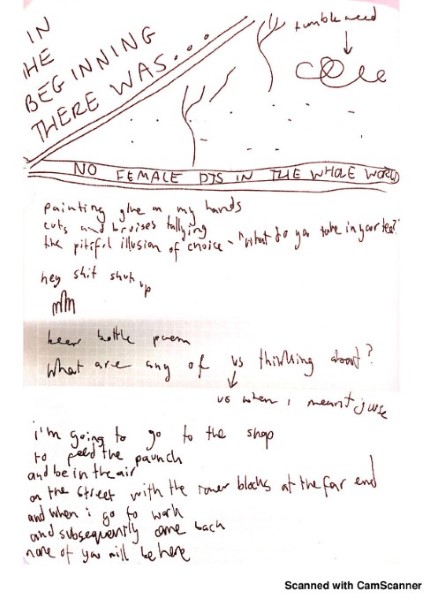 IN
THE
BEGINNING
THERE WAS...
tumbleweed
NO FEMALE DJS IN THE WHOLE WORLD
painting glue on my hands
cuts and bruises tallying
the pitiful illusion of choice - "what do you take in your tea?"
hey shit shut up
beer bottle poem
what are any of us thinking about?
us when i meant
i'm going to go to the shop
to feed the paunch
and be in the air
on the street with the tower blocks at the far end
and when i go to work
and subsequently come back
none of you will be here
Scanned with CamScanner